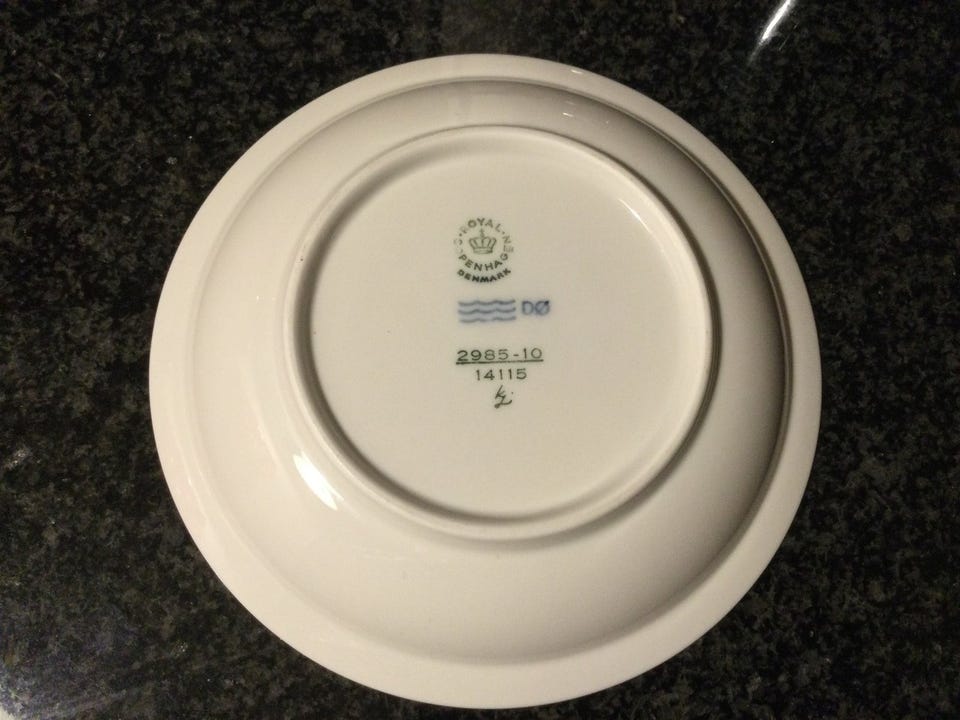 ROYAL COPENHAGEN
DENMARK
DØ
2985-10
14115